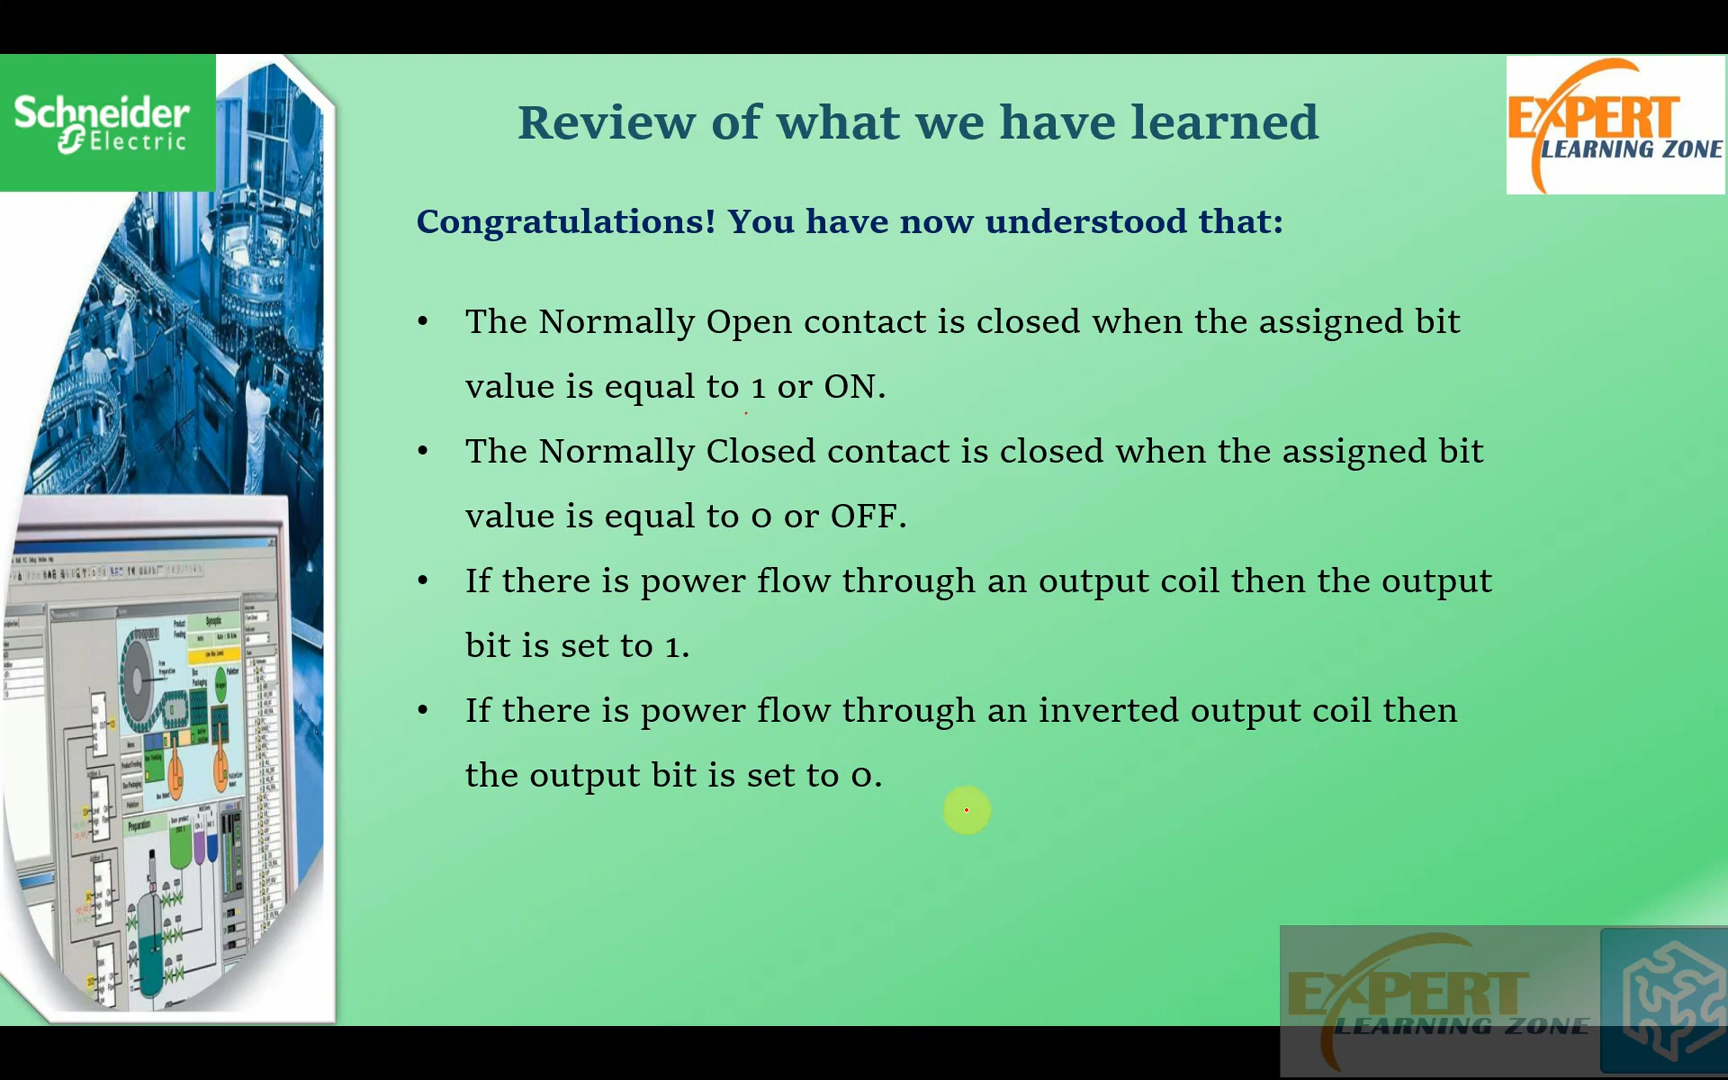 Schneider
Electric
Review of what we have learned
EXPERT
LEARNING ZONE
Congratulations! You have now understood that:
• The Normally Open contact is closed when the assigned bit
value is equal to 1 or ON.
• The Normally Closed contact is closed when the assigned bit
value is equal to 0 or OFF.
• If there is power flow through an output coil then the output
bit is set to 1.
• If there is power flow through an inverted output coil then
the output bit is set to 0.
Synoptic
Product
Feeding
Preparation
EXPERT
LEARNING ZONE